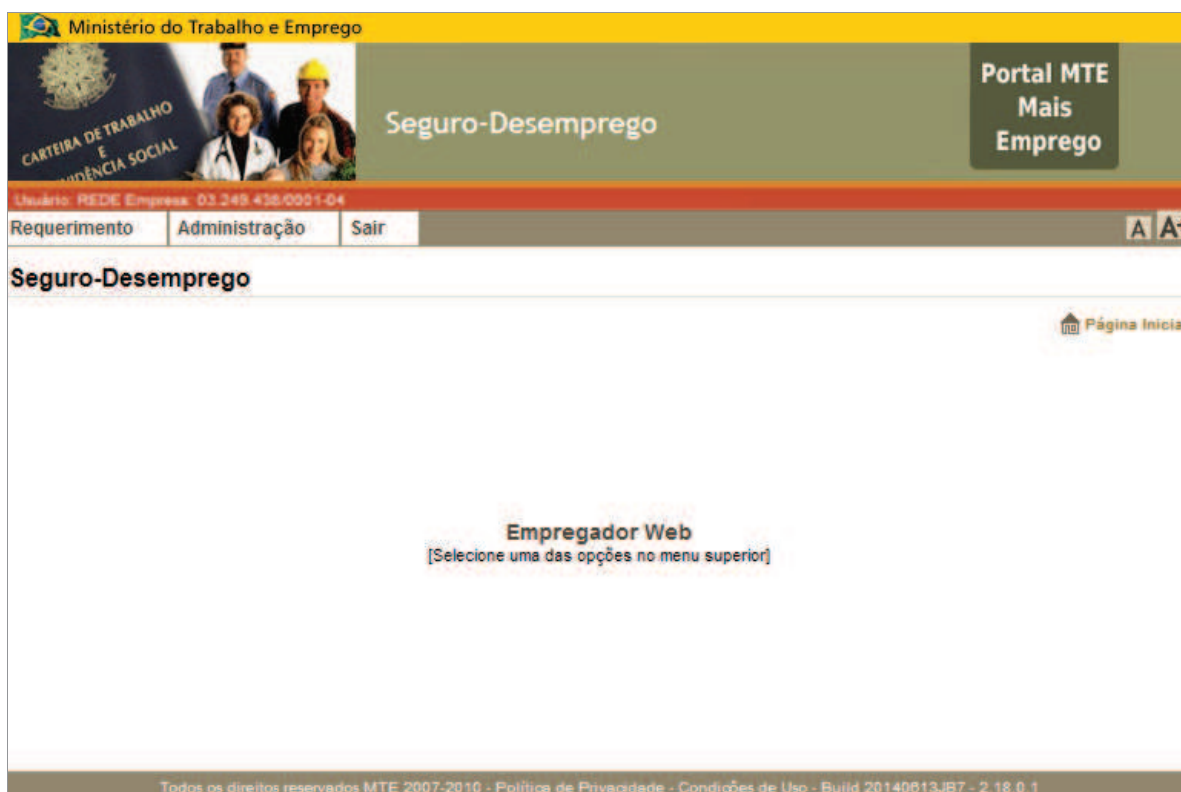 Ministério do Trabalho e Emprego
CARTEIRA DE TRABALHO
E
PREVIDÊNCIA SOCIAL
Seguro-Desemprego
Portal MTE
Mais
Emprego
Usuário: REDE Empresa: 03.249.438/0001-04
Requerimento Administração Sair A A+
Seguro-Desemprego
Página Inicia
Empregador Web
[Selecione uma das opções no menu superior]
Todos os direitos reservados MTE 2007-2010 - Política de Privacidade - Condições de Uso - Build 20140613JB7 - 2.18.0.1